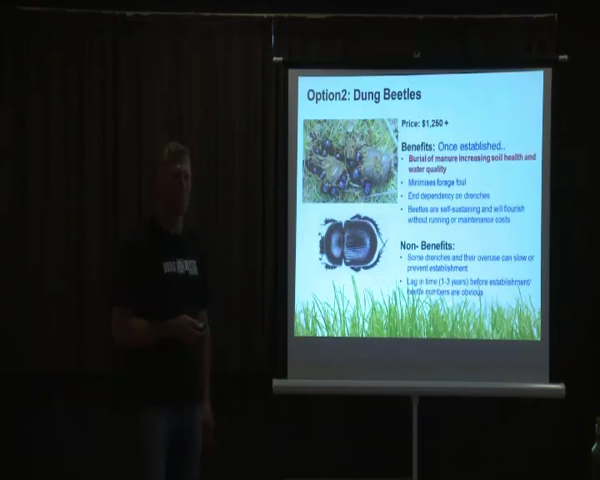 Option2: Dung Beetles
Price: $1,250 +
Benefits: Once established..
• Burial of manure increasing soil health and
water quality
• Minimises forage foul
• End dependency on drenches
• Beetles are self-sustaining and will flourish
without running or maintenance costs
Non- Benefits:
• Some drenches and their overuse can slow or
prevent establishment
• Lag in time (1-3 years) before establishment/
beetle numbers are obvious